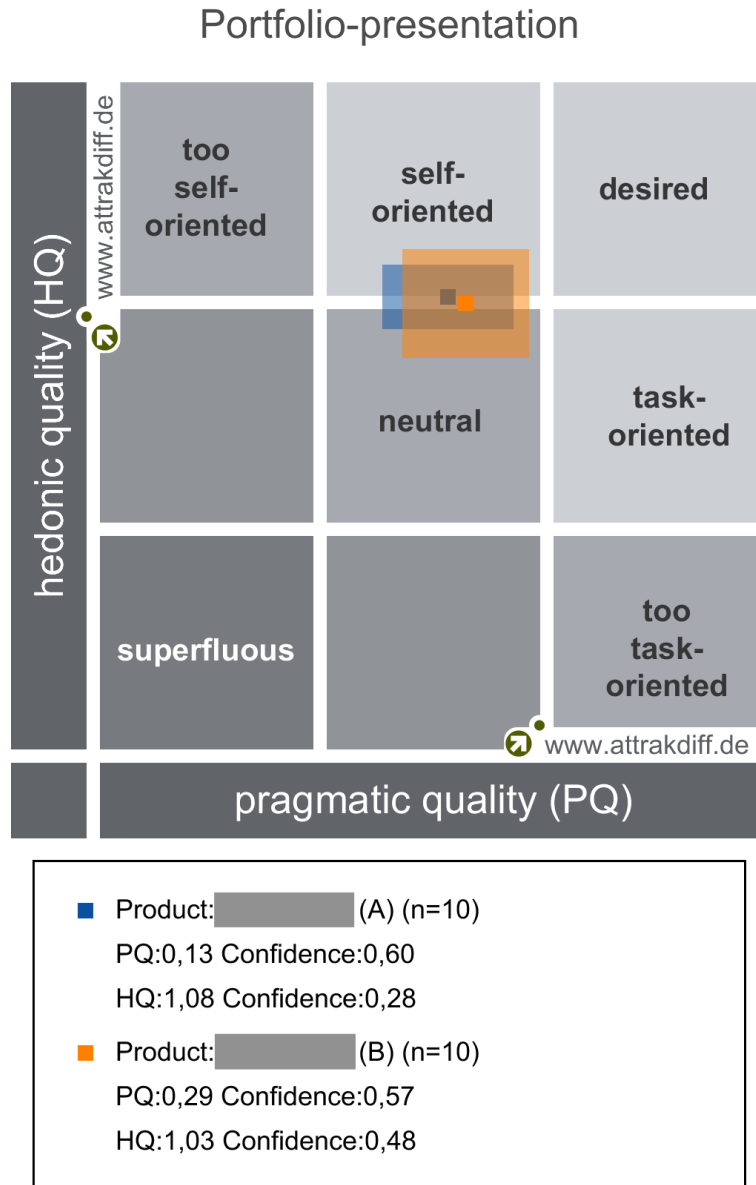 Portfolio-presentation
www.attrakdiff.de
hedonic quality (HQ)
too
self-
oriented
self-
oriented
desired
neutral
task-
oriented
superfluous
too
task-
oriented
www.attrakdiff.de
pragmatic quality (PQ)
Product: (A) (n=10)
PQ:0,13 Confidence:0,60
HQ:1,08 Confidence:0,28
Product: (B) (n=10)
PQ:0,29 Confidence:0,57
HQ:1,03 Confidence:0,48